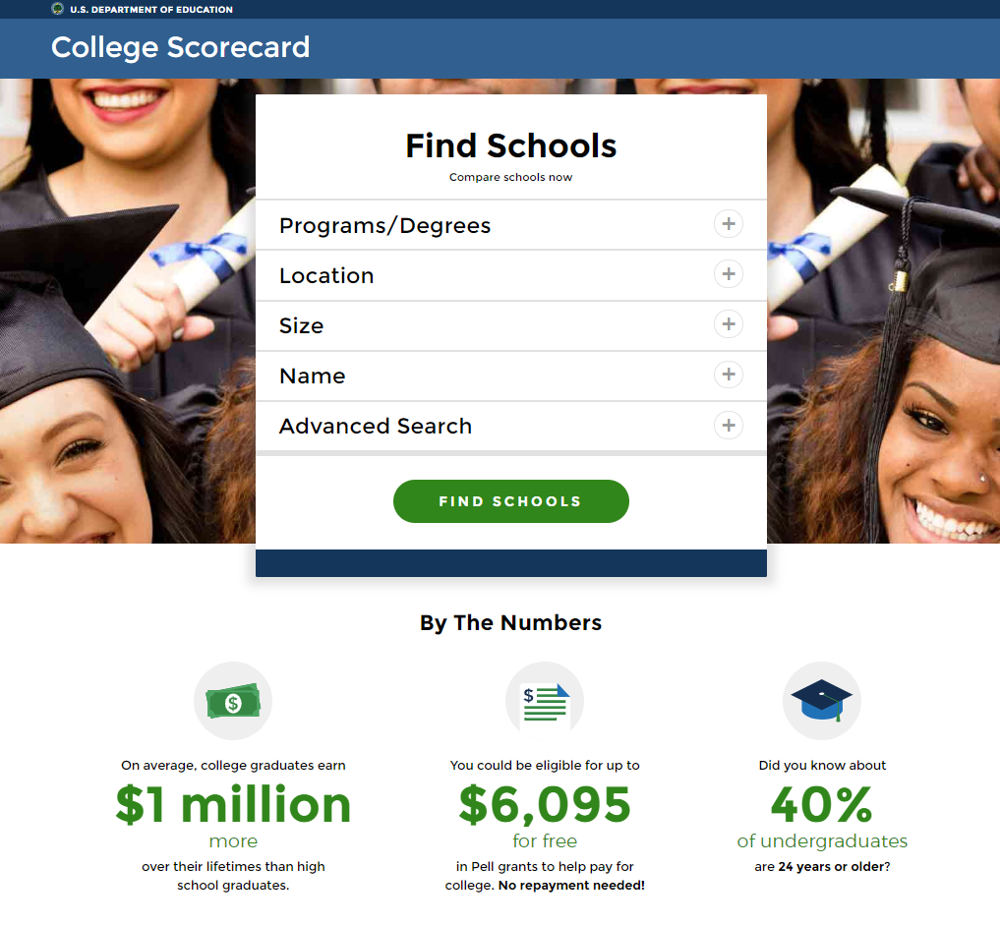 U.S. DEPARTMENT OF EDUCATION
College Scorecard
Find Schools
Compare schools now
Programs/Degrees
Location
Size
Name
Advanced Search
FIND SCHOOLS
By The Numbers
On average, college graduates earn
$1 million
more
over their lifetimes than high
school graduates.
$
You could be eligible for up to
$6,095
for free
in Pell grants to help pay for
college. No repayment needed!
Did you know about
40%
of undergraduates
are 24 years or older?